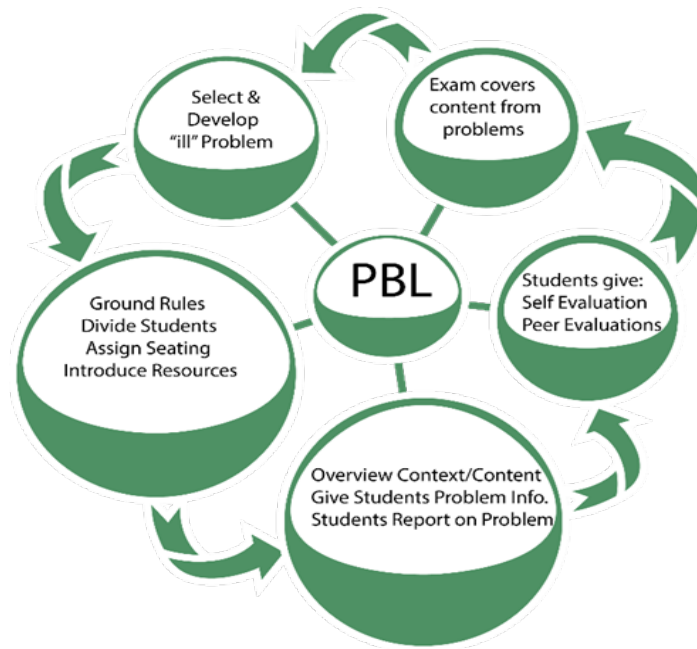 Select &
Develop
“ill” Problem
Exam covers
content from
problems
PBL
Ground Rules
Divide Students
Assign Seating
Introduce Resources
Students give:
Self Evaluation
Peer Evaluations
Overview Context/Content
Give Students Problem Info.
Students Report on Problem